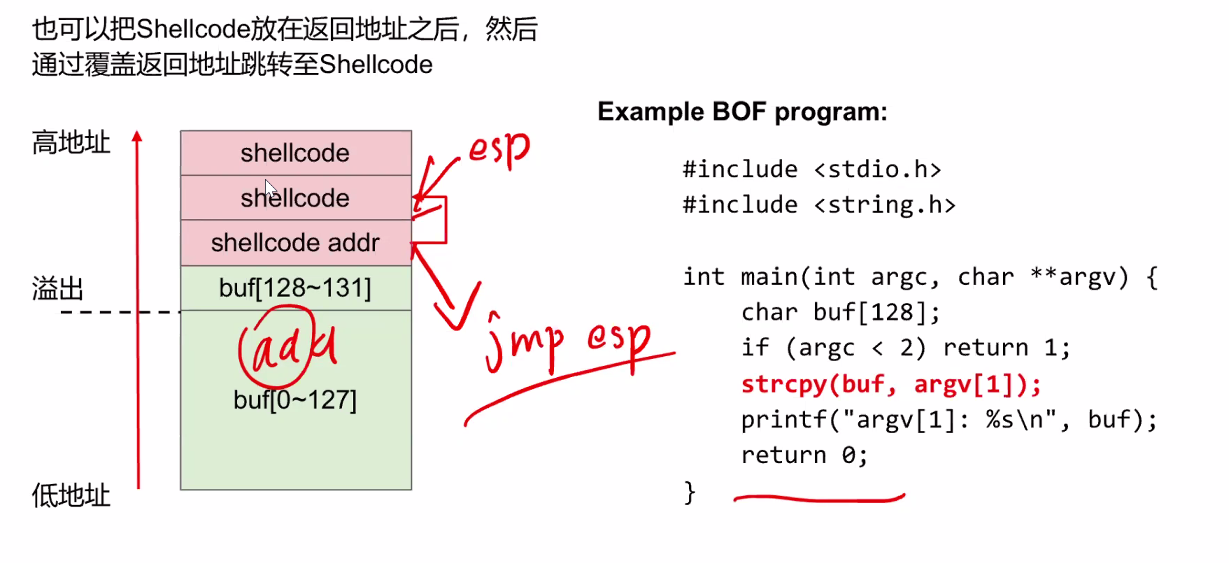 也可以把Shellcode放在返回地址之后，然后
通过覆盖返回地址跳转至Shellcode
高地址
shellcode
shellcode
shellcode addr
溢出
buf[128~131]
add
buf[0~127]
低地址
esp
jmp esp
Example BOF program:
#include <stdio.h>
#include <string.h>
int main(int argc, char **argv) {
char buf[128];
if (argc < 2) return 1;
strcpy(buf, argv[1]);
printf("argv[1]: %s\n", buf);
return 0;
}